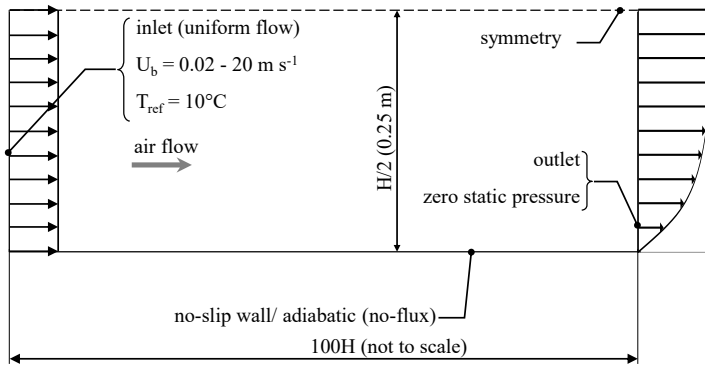 inlet (uniform flow)
U_b = 0.02 - 20 m s⁻¹
T_ref = 10°C
air flow
symmetry
H/2 (0.25 m)
outlet
zero static pressure
no-slip wall/ adiabatic (no-flux)
100H (not to scale)